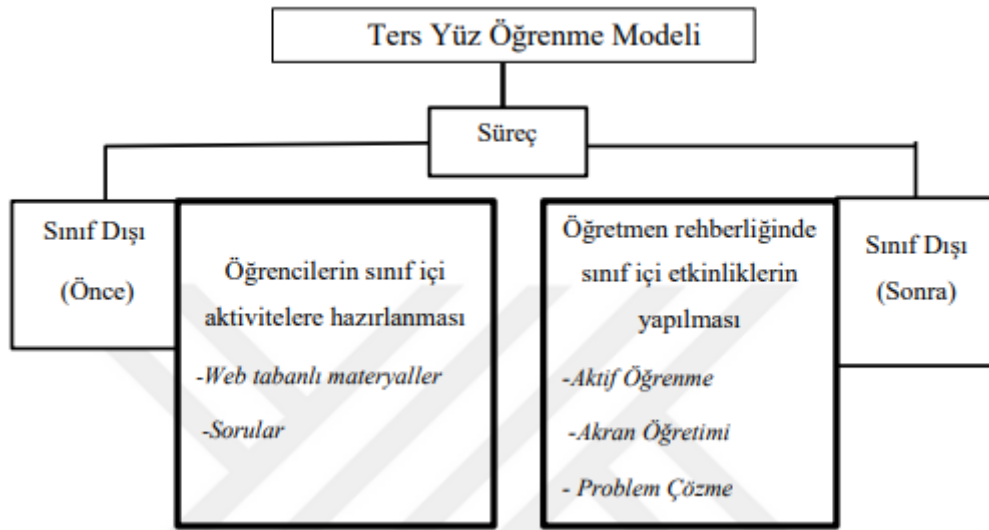 Ters Yüz Öğrenme Modeli
Süreç
Sınıf Dışı
(Önce)
Öğrencilerin sınıf içi
aktivitelere hazırlanması
-Web tabanlı materyaller
-Sorular
Öğretmen rehberliğinde
sınıf içi etkinliklerin
yapılması
-Aktif Öğrenme
-Akran Öğretimi
- Problem Çözme
Sınıf Dışı
(Sonra)